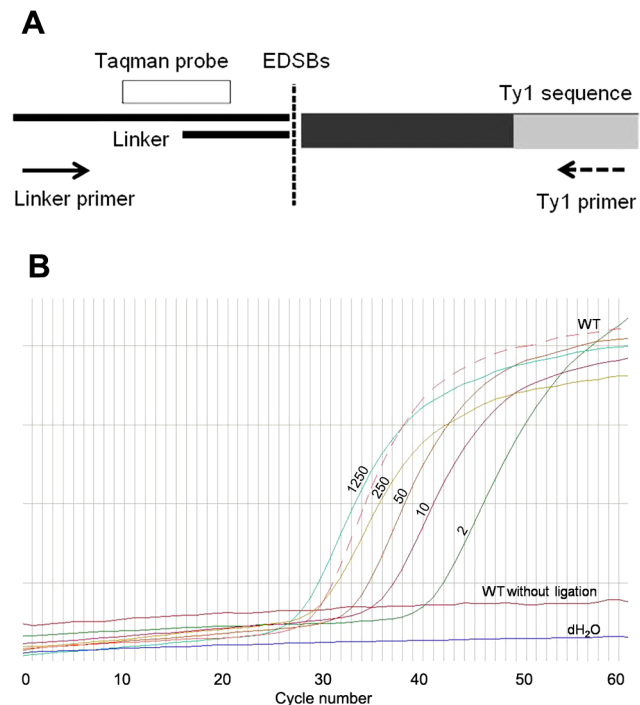 A
Taqman probe
EDSBs
Ty1 sequence
Linker
Linker primer
Ty1 primer
B
WT
1250
250
50
10
2
WT without ligation
dH₂O
0 10 20 30 40 50 60
Cycle number